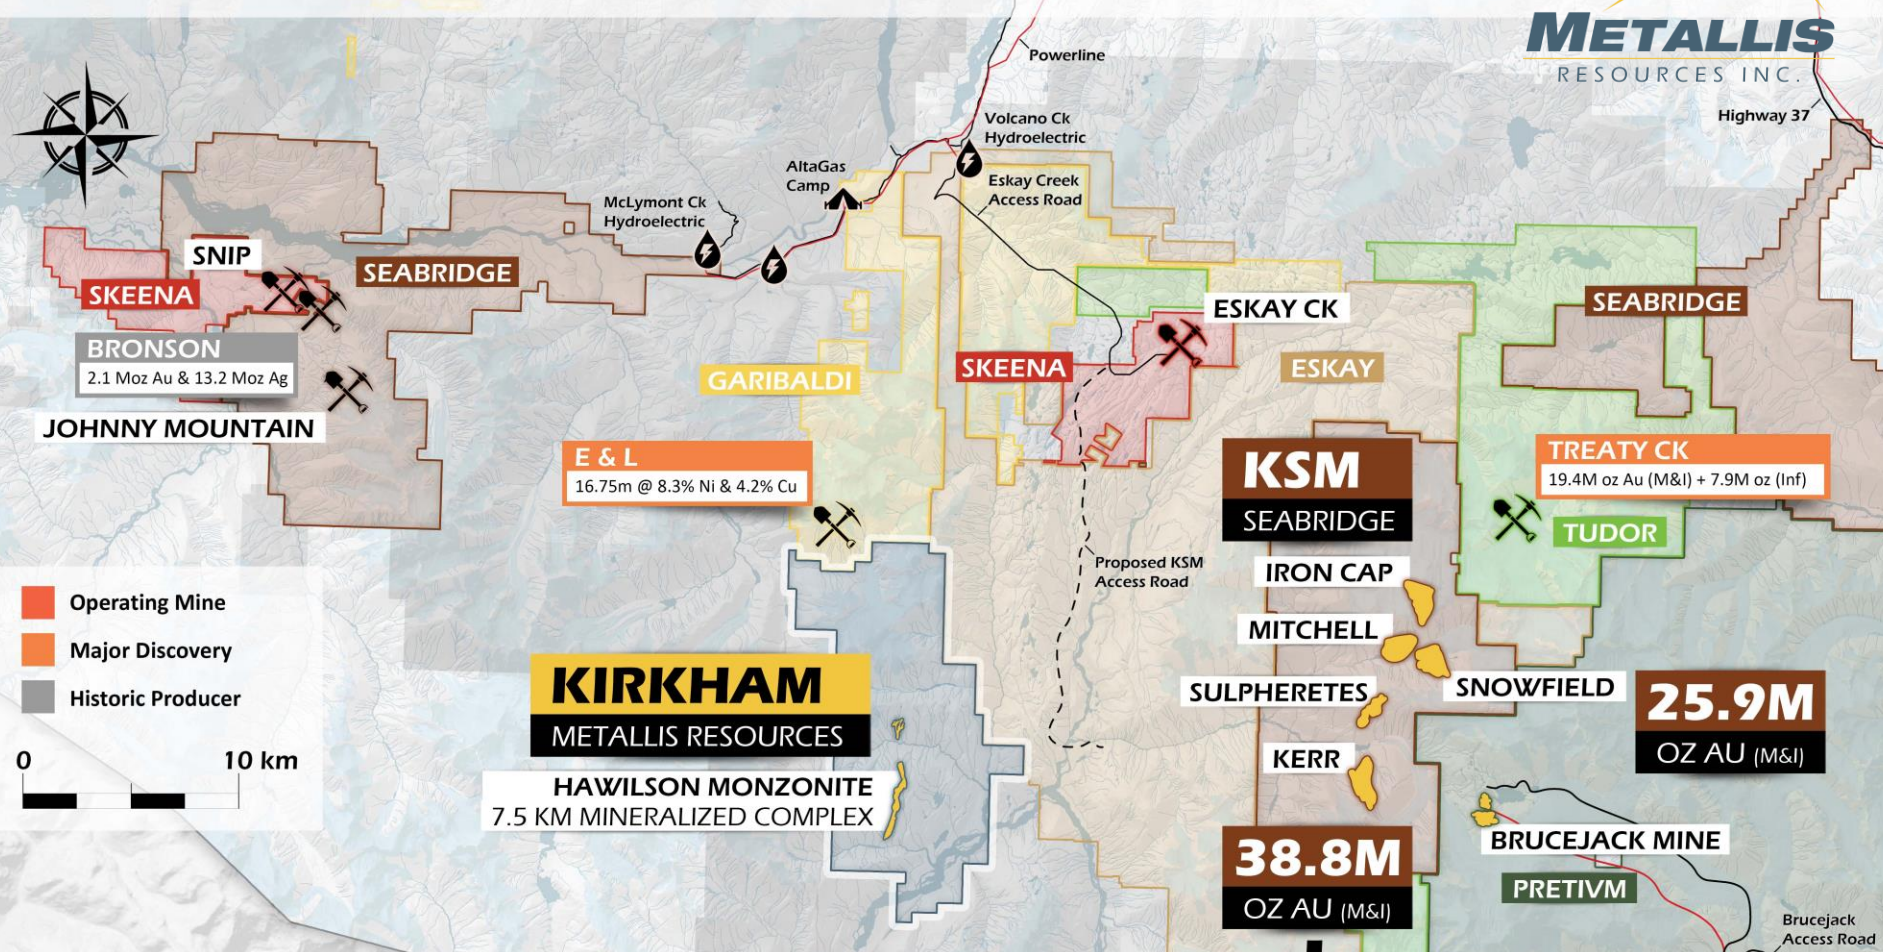 METALLIS
RESOURCES INC.
Powerline
Highway 37
Volcano Ck
Hydroelectric
AltaGas
Camp
Eskay Creek
Access Road
McLymont Ck
Hydroelectric
SNIP
SEABRIDGE
SKEENA
SEABRIDGE
ESKAY CK
BRONSON
2.1 Moz Au & 13.2 Moz Ag
GARIBALDI
SKEENA
ESKAY
JOHNNY MOUNTAIN
E & L
16.75m @ 8.3% Ni & 4.2% Cu
KSM
SEABRIDGE
TREATY CK
19.4M oz Au (M&I) + 7.9M oz (Inf)
TUDOR
Proposed KSM
Access Road
IRON CAP
MITCHELL
SULPHERETES
SNOWFIELD
KERR
Operating Mine
Major Discovery
Historic Producer
0 10 km
KIRKHAM
METALLIS RESOURCES
HAWILSON MONZONITE
7.5 KM MINERALIZED COMPLEX
25.9M
OZ AU (M&I)
38.8M
OZ AU (M&I)
BRUCEJACK MINE
PRETIVM
Brucejack
Access Road